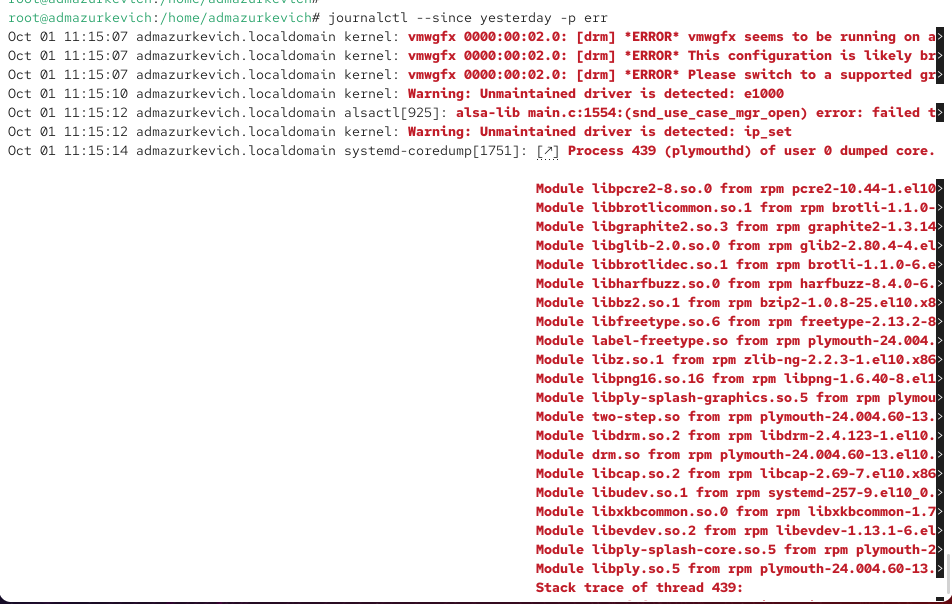 root@admazurkevich:/home/admazurkevich#
root@admazurkevich:/home/admazurkevich# journalctl --since yesterday -p err
Oct 01 11:15:07 admazurkevich.localdomain kernel: vmwgfx 0000:00:02.0: [drm] *ERROR* vmwgfx seems to be running on a>
Oct 01 11:15:07 admazurkevich.localdomain kernel: vmwgfx 0000:00:02.0: [drm] *ERROR* This configuration is likely br>
Oct 01 11:15:07 admazurkevich.localdomain kernel: vmwgfx 0000:00:02.0: [drm] *ERROR* Please switch to a supported gr>
Oct 01 11:15:10 admazurkevich.localdomain kernel: Warning: Unmaintained driver is detected: e1000
Oct 01 11:15:12 admazurkevich.localdomain alsactl[925]: alsa-lib main.c:1554:(snd_use_case_mgr_open) error: failed t>
Oct 01 11:15:12 admazurkevich.localdomain kernel: Warning: Unmaintained driver is detected: ip_set
Oct 01 11:15:14 admazurkevich.localdomain systemd-coredump[1751]: [↗] Process 439 (plymouthd) of user 0 dumped core.
Module libpcre2-8.so.0 from rpm pcre2-10.44-1.el10>
Module libbrotlicommon.so.1 from rpm brotli-1.1.0->
Module libgraphite2.so.3 from rpm graphite2-1.3.14>
Module libglib-2.0.so.0 from rpm glib2-2.80.4-4.el>
Module libbrotlidec.so.1 from rpm brotli-1.1.0-6.e>
Module libharfbuzz.so.0 from rpm harfbuzz-8.4.0-6.>
Module libbz2.so.1 from rpm bzip2-1.0.8-25.el10.x8>
Module libfreetype.so.6 from rpm freetype-2.13.2-8>
Module label-freetype.so from rpm plymouth-24.004.>
Module libz.so.1 from rpm zlib-ng-2.2.3-1.el10.x86>
Module libpng16.so.16 from rpm libpng-1.6.40-8.el1>
Module libply-splash-graphics.so.5 from rpm plymou>
Module two-step.so from rpm plymouth-24.004.60-13.>
Module libdrm.so.2 from rpm libdrm-2.4.123-1.el10.>
Module drm.so from rpm plymouth-24.004.60-13.el10.>
Module libcap.so.2 from rpm libcap-2.69-7.el10.x86>
Module libudev.so.1 from rpm systemd-257-9.el10_0.>
Module libxkbcommon.so.0 from rpm libxkbcommon-1.7>
Module libevdev.so.2 from rpm libevdev-1.13.1-6.el>
Module libply-splash-core.so.5 from rpm plymouth-2>
Module libply.so.5 from rpm plymouth-24.004.60-13.>
Stack trace of thread 439: